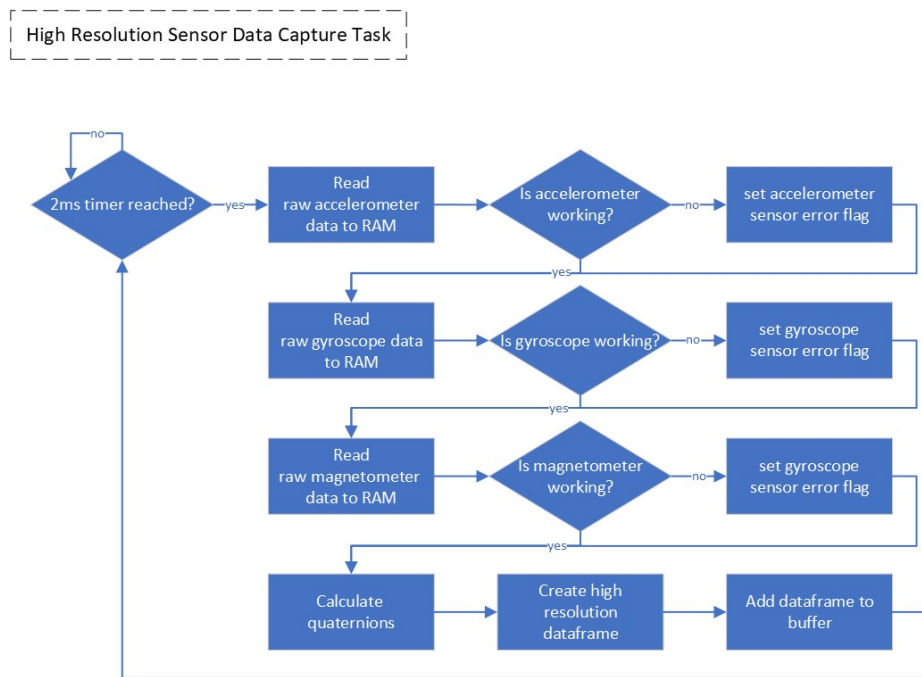 High Resolution Sensor Data Capture Task
no
2ms timer reached?
yes
Read
raw accelerometer
data to RAM
Is accelerometer
working?
no
set accelerometer
sensor error flag
yes
Read
raw gyroscope data
to RAM
Is gyroscope working?
no
set gyroscope
sensor error flag
yes
Read
raw magnetometer
data to RAM
Is magnetometer
working?
no
set gyroscope
sensor error flag
yes
Calculate
quaternions
Create high
resolution
dataframe
Add dataframe to
buffer